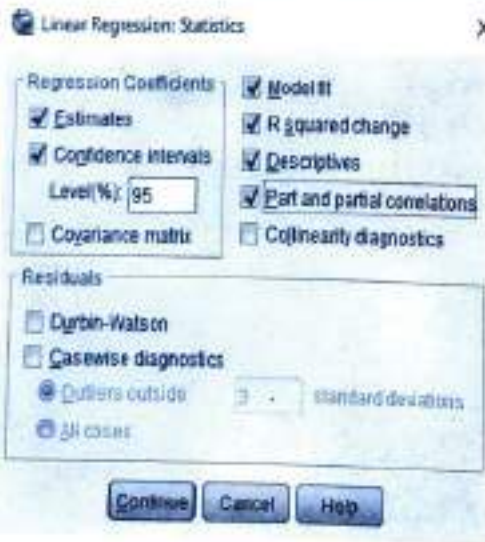 Linear Regression: Statistics
X
Regression Coefficients
Estimates
Confidence intervals
Level(%): 95
Covariance matrix
Model fit
R squared change
Descriptives
Part and partial correlations
Collinearity diagnostics
Residuals
Durbin-Watson
Casewise diagnostics
Outliers outside 3 standard deviations
All cases
Continue Cancel Help